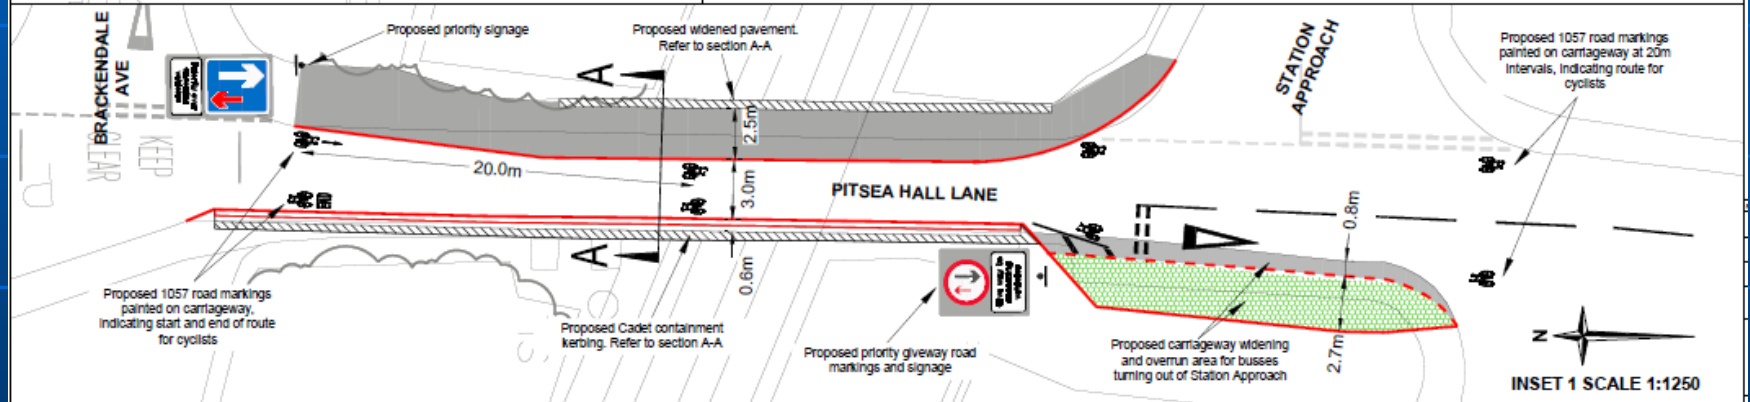 BRACKENDALE
AVE
KEEP
CLEAR
Proposed priority signage
Proposed widened pavement.
Refer to section A-A
A
2.5m
20.0m
3.0m
PITSEA HALL LANE
A
0.6m
STATION
APPROACH
Proposed 1057 road markings
painted on carriageway at 20m
intervals, indicating route for
cyclists
0.8m
2.7m
Proposed 1057 road markings
painted on carriageway,
indicating start and end of route
for cyclists
Proposed Cadet containment
kerbing. Refer to section A-A
Proposed priority giveway road
markings and signage
Proposed carriageway widening
and overrun area for busses
turning out of Station Approach
N
INSET 1 SCALE 1:1250